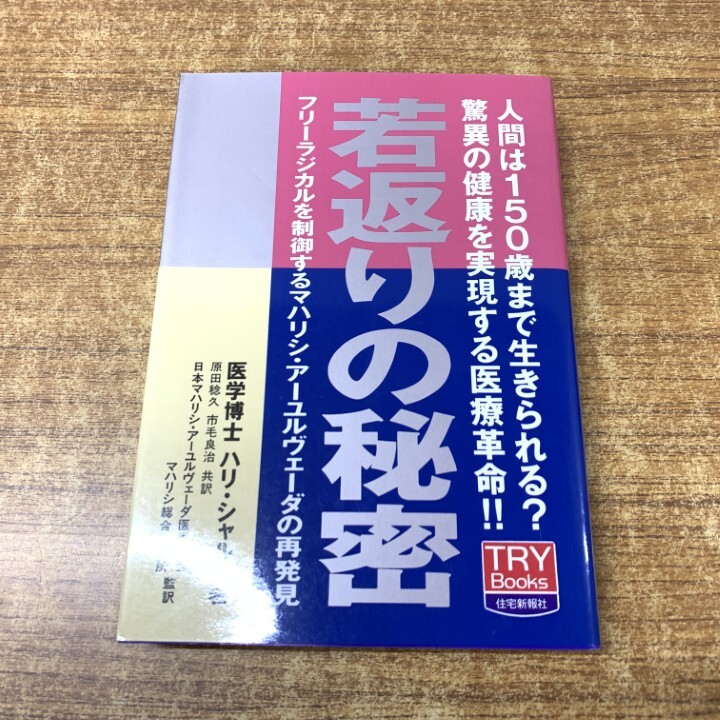 人間は150歳まで生きられる?
驚異の健康を実現する医療革命!!
若返りの秘密
フリーラジカルを制御するマハリシ・アーユルヴェーダの再発見
医学博士 ハリ・シャルマ 著
原田稔久 市毛良治 共訳
日本マハリシ・アーユルヴェーダ医
マハリシ総合 監訳
TRY
Books
住宅新報社